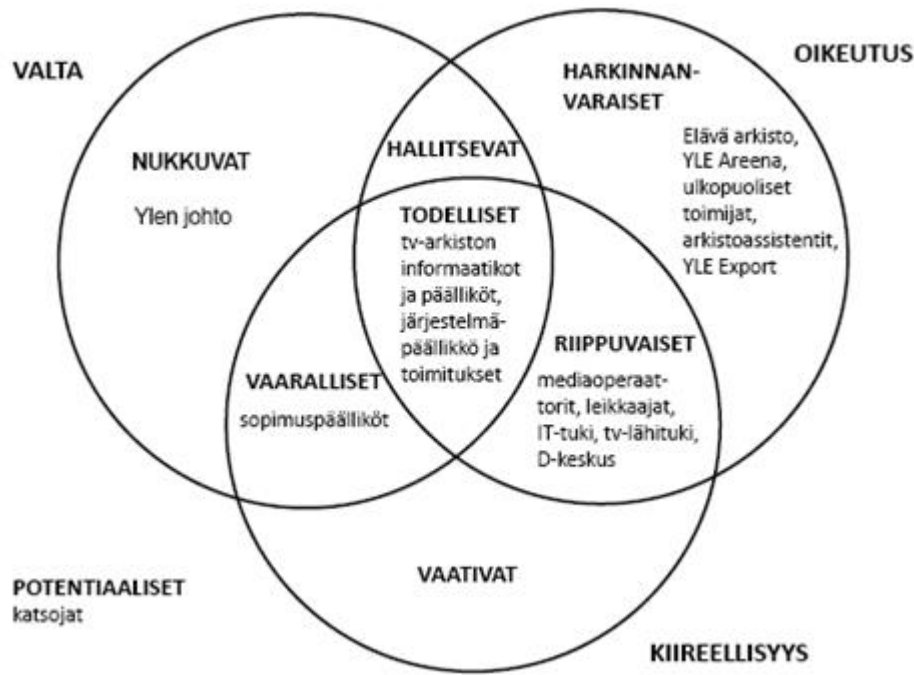 VALTA
OIKEUTUS
HARKINNAN-
VARAISET
Elävä arkisto,
YLE Areena,
ulkopuoliset
toimijat,
arkistoassistentit,
YLE Export
NUKKUVAT
Ylen johto
HALLITSEVAT
TODELLISET
tv-arkiston
informaatikot
ja päälliköt,
järjestelmä-
päällikkö ja
toimitukset
VAARALLISET
sopimuspäälliköt
RIIPPUVAISET
mediaoperaat-
torit, leikkaajat,
IT-tuki, tv-lähituki,
D-keskus
VAATIVAT
POTENTIAALISET
katsojat
KIIREELLISYYS